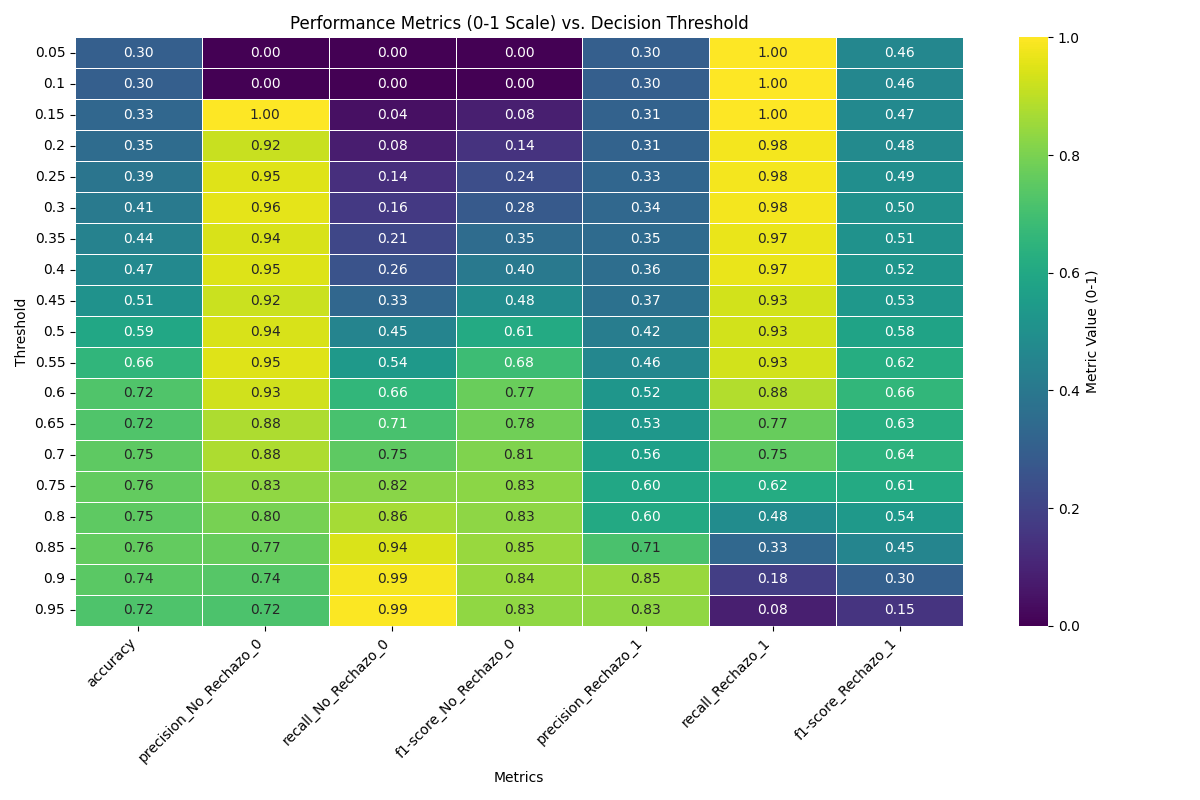 Performance Metrics (0-1 Scale) vs. Decision Threshold
Threshold
0.05 0.30 0.00 0.00 0.00 0.30 1.00 0.46
0.1 0.30 0.00 0.00 0.00 0.30 1.00 0.46
0.15 0.33 1.00 0.04 0.08 0.31 1.00 0.47
0.2 0.35 0.92 0.08 0.14 0.31 0.98 0.48
0.25 0.39 0.95 0.14 0.24 0.33 0.98 0.49
0.3 0.41 0.96 0.16 0.28 0.34 0.98 0.50
0.35 0.44 0.94 0.21 0.35 0.35 0.97 0.51
0.4 0.47 0.95 0.26 0.40 0.36 0.97 0.52
0.45 0.51 0.92 0.33 0.48 0.37 0.93 0.53
0.5 0.59 0.94 0.45 0.61 0.42 0.93 0.58
0.55 0.66 0.95 0.54 0.68 0.46 0.93 0.62
0.6 0.72 0.93 0.66 0.77 0.52 0.88 0.66
0.65 0.72 0.88 0.71 0.78 0.53 0.77 0.63
0.7 0.75 0.88 0.75 0.81 0.56 0.75 0.64
0.75 0.76 0.83 0.82 0.83 0.60 0.62 0.61
0.8 0.75 0.80 0.86 0.83 0.60 0.48 0.54
0.85 0.76 0.77 0.94 0.85 0.71 0.33 0.45
0.9 0.74 0.74 0.99 0.84 0.85 0.18 0.30
0.95 0.72 0.72 0.99 0.83 0.83 0.08 0.15
accuracy
precision_No_Rechazo_0
recall_No_Rechazo_0
f1-score_No_Rechazo_0
precision_Rechazo_1
recall_Rechazo_1
f1-score_Rechazo_1
Metrics
1.0
0.8
0.6
0.4
0.2
0.0
Metric Value (0-1)